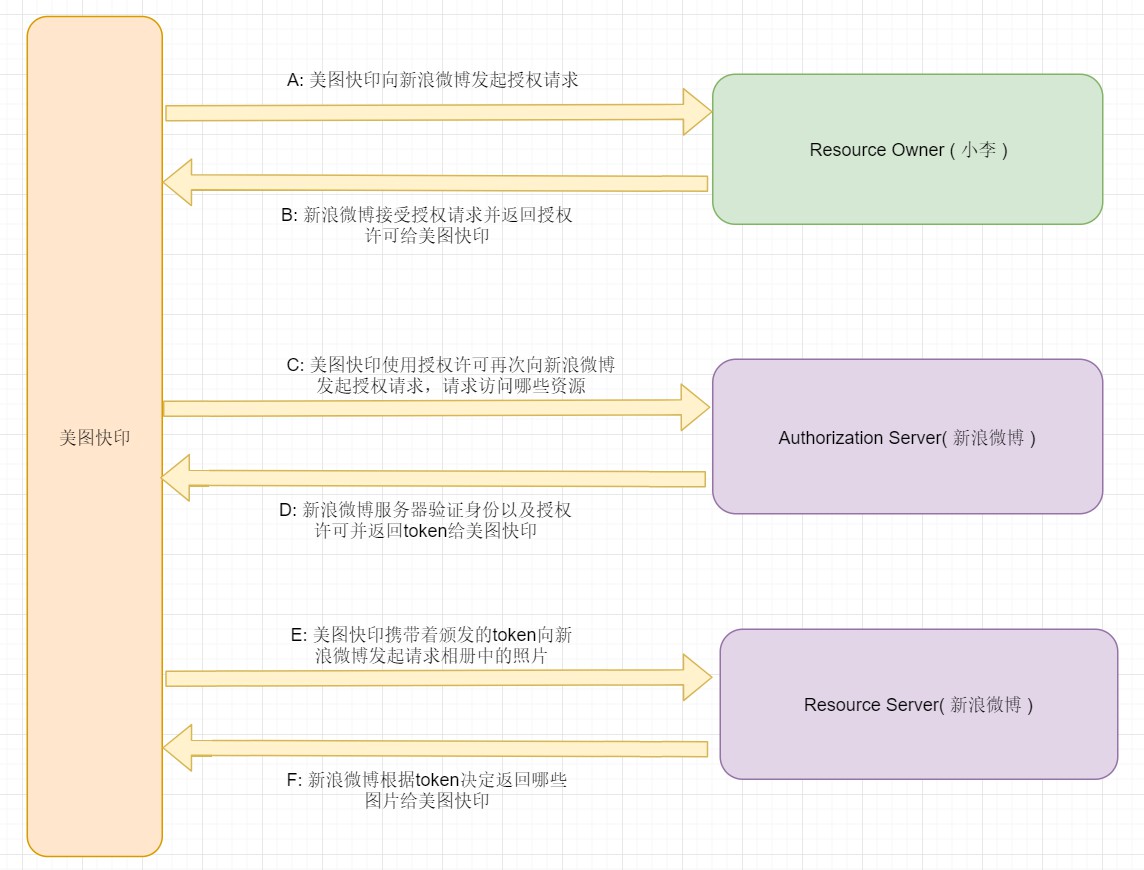 A: 美图快印向新浪微博发起授权请求
Resource Owner ( 小李 )
B: 新浪微博接受授权请求并返回授权
许可给美图快印
C: 美图快印使用授权许可再次向新浪微博
发起授权请求，请求访问哪些资源
美图快印
Authorization Server( 新浪微博 )
D: 新浪微博服务器验证身份以及授权
许可并返回token给美图快印
E: 美图快印携带着颁发的token向新
浪微博发起请求相册中的照片
Resource Server( 新浪微博 )
F: 新浪微博根据token决定返回哪些
图片给美图快印